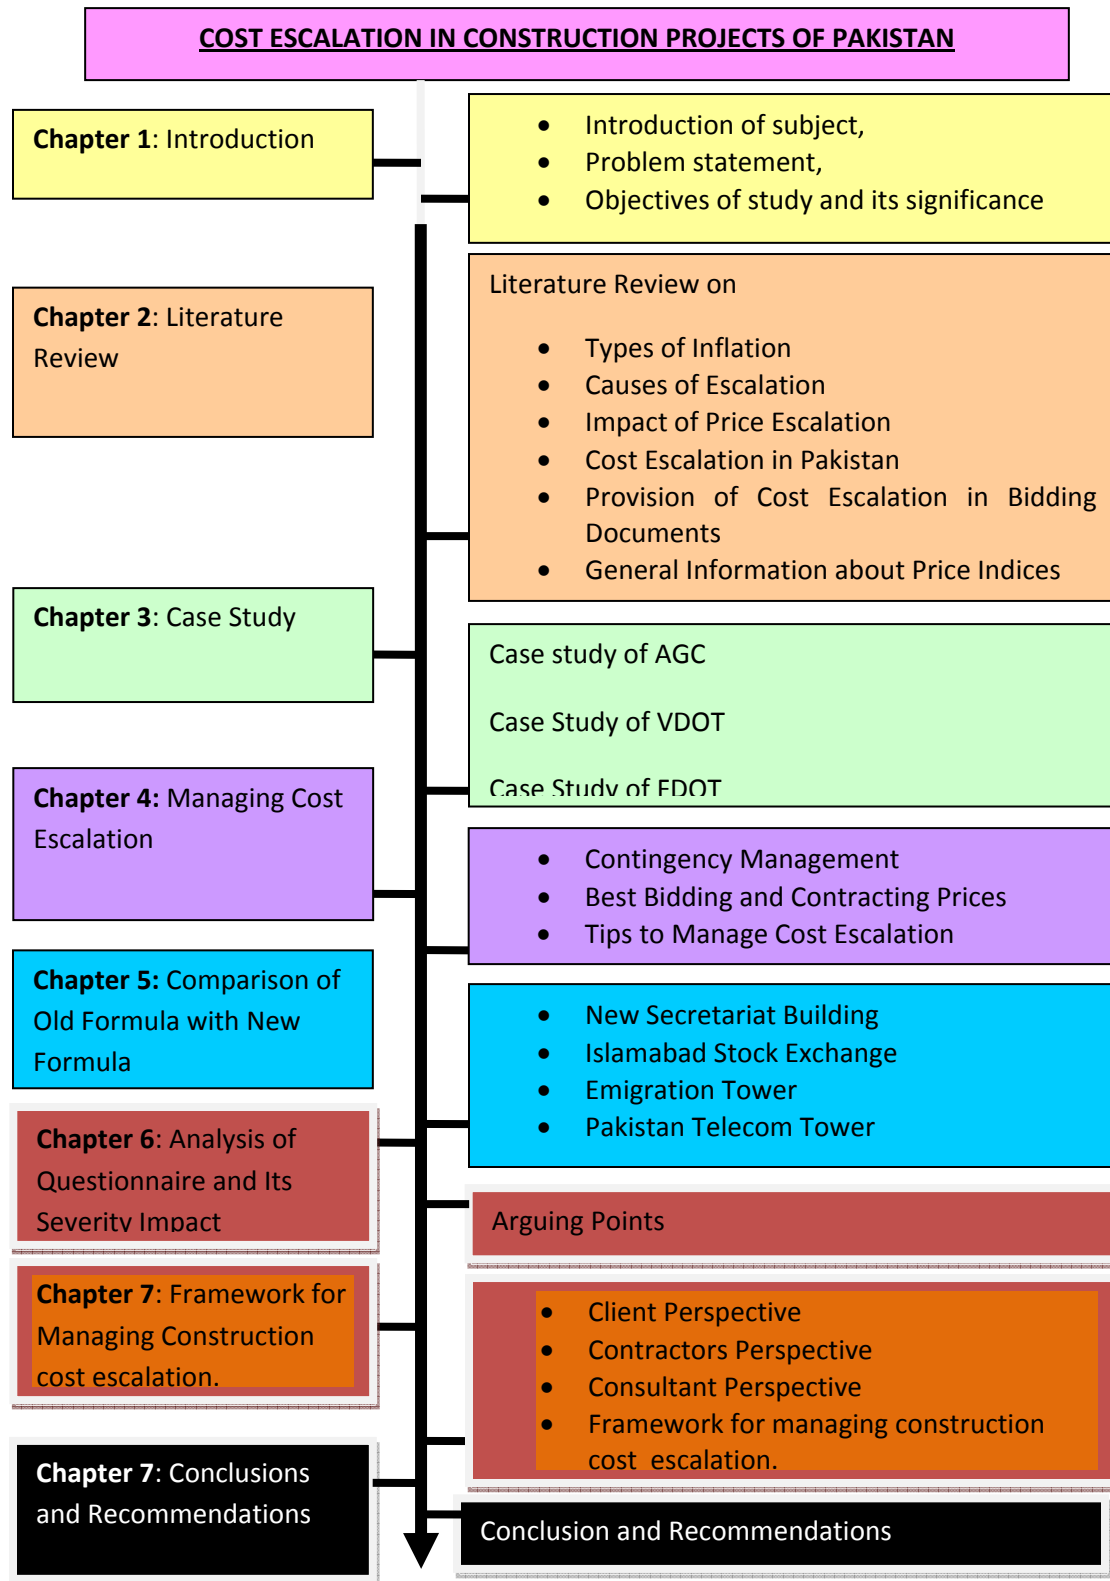 COST ESCALATION IN CONSTRUCTION PROJECTS OF PAKISTAN
Chapter 1: Introduction
• Introduction of subject,
• Problem statement,
• Objectives of study and its significance
Chapter 2: Literature
Review
Literature Review on
• Types of Inflation
• Causes of Escalation
• Impact of Price Escalation
• Cost Escalation in Pakistan
• Provision of Cost Escalation in Bidding
Documents
• General Information about Price Indices
Chapter 3: Case Study
Case study of AGC
Case Study of VDOT
Case Study of FDOT
Chapter 4: Managing Cost
Escalation
• Contingency Management
• Best Bidding and Contracting Prices
• Tips to Manage Cost Escalation
Chapter 5: Comparison of
Old Formula with New
Formula
• New Secretariat Building
• Islamabad Stock Exchange
• Emigration Tower
• Pakistan Telecom Tower
Chapter 6: Analysis of
Questionnaire and Its
Severity Impact
Arguing Points
Chapter 7: Framework for
Managing Construction
cost escalation.
• Client Perspective
• Contractors Perspective
• Consultant Perspective
• Framework for managing construction
cost escalation.
Chapter 7: Conclusions
and Recommendations
Conclusion and Recommendations